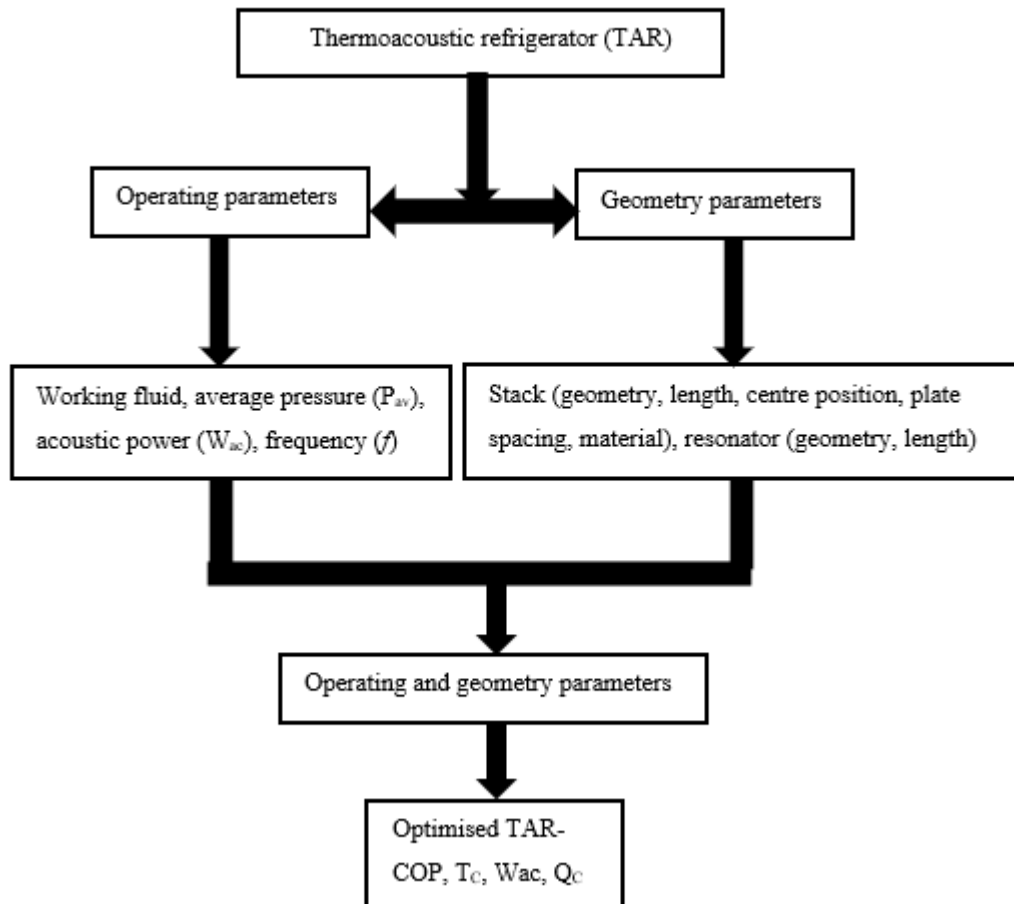 Thermoacoustic refrigerator (TAR)
Operating parameters
Geometry parameters
Working fluid, average pressure (Pav),
acoustic power (Wac), frequency (f)
Stack (geometry, length, centre position, plate
spacing, material), resonator (geometry, length)
Operating and geometry parameters
Optimised TAR-
COP, TC, Wac, QC